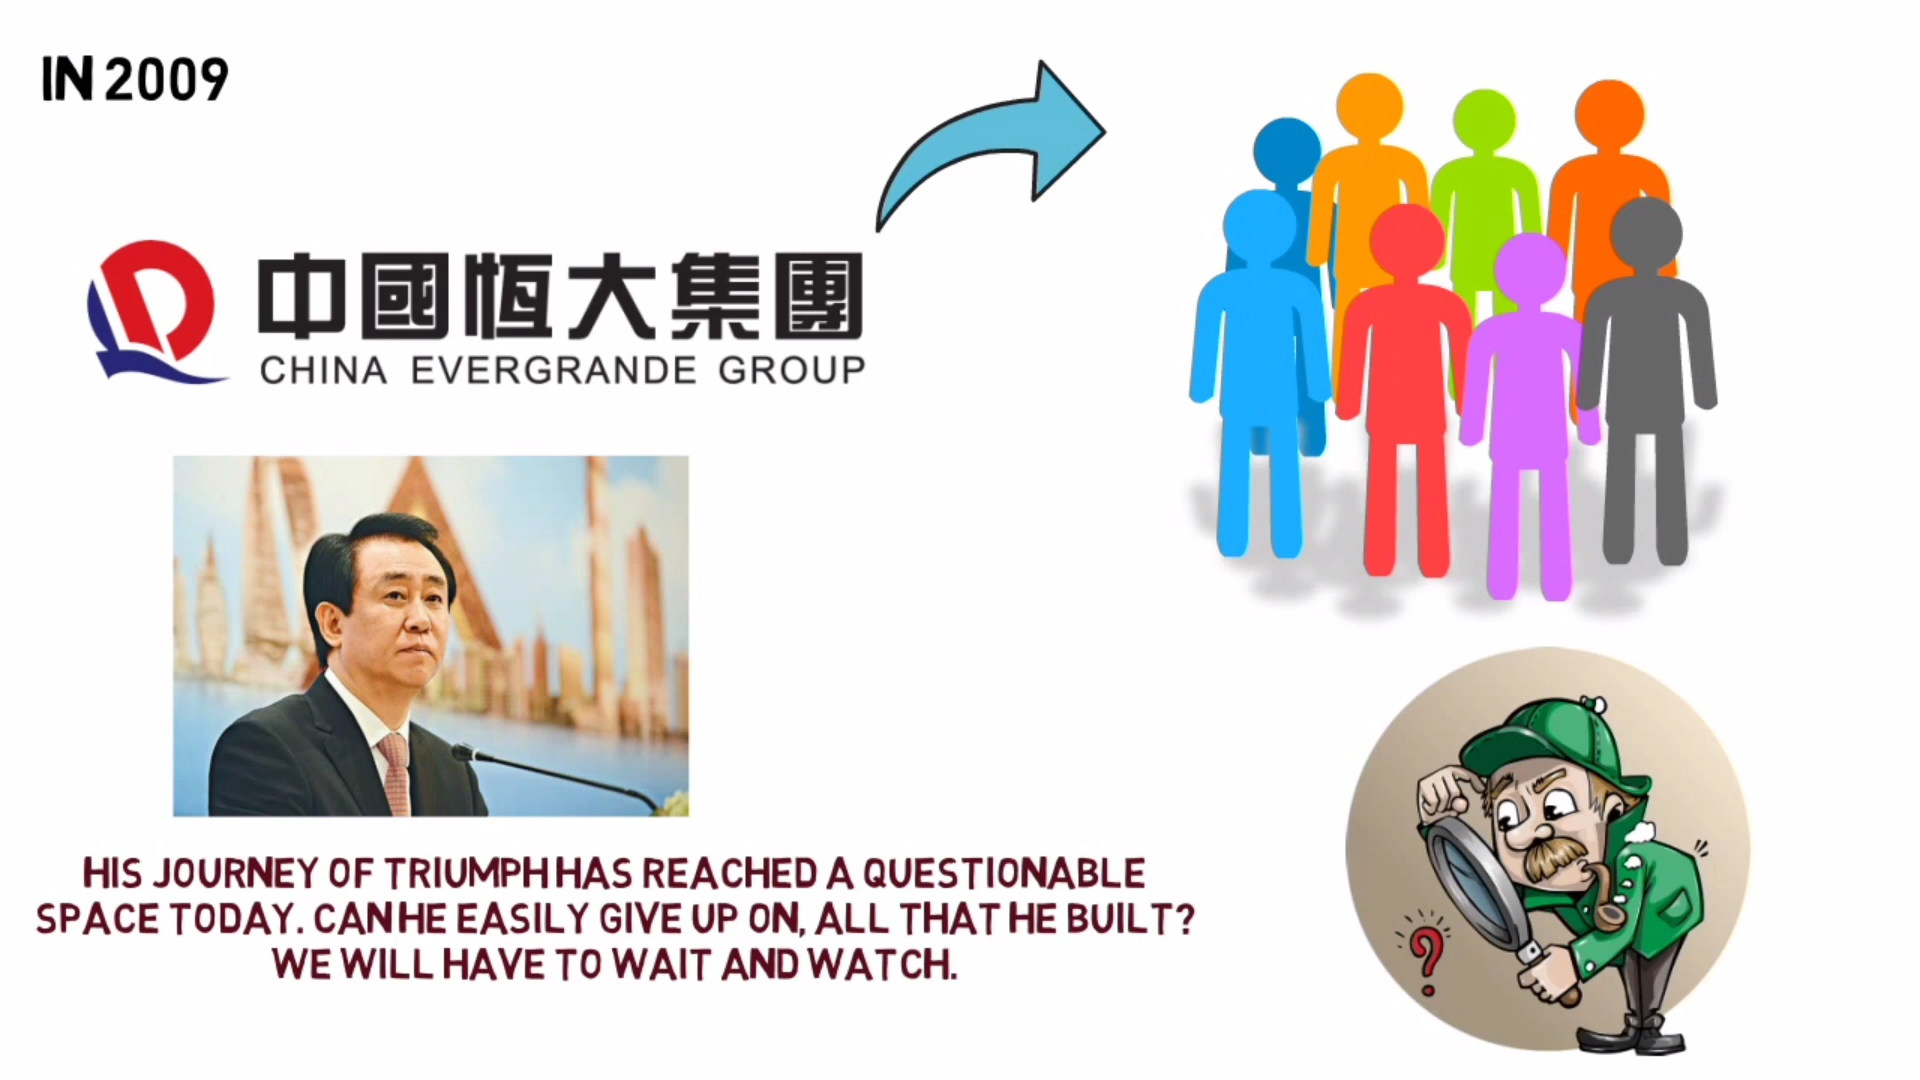 IN 2009
中國恆大集團
CHINA EVERGRANDE GROUP
HIS JOURNEY OF TRIUMPH HAS REACHED A QUESTIONABLE
SPACE TODAY. CAN HE EASILY GIVE UP ON, ALL THAT HE BUILT?
WE WILL HAVE TO WAIT AND WATCH.
?